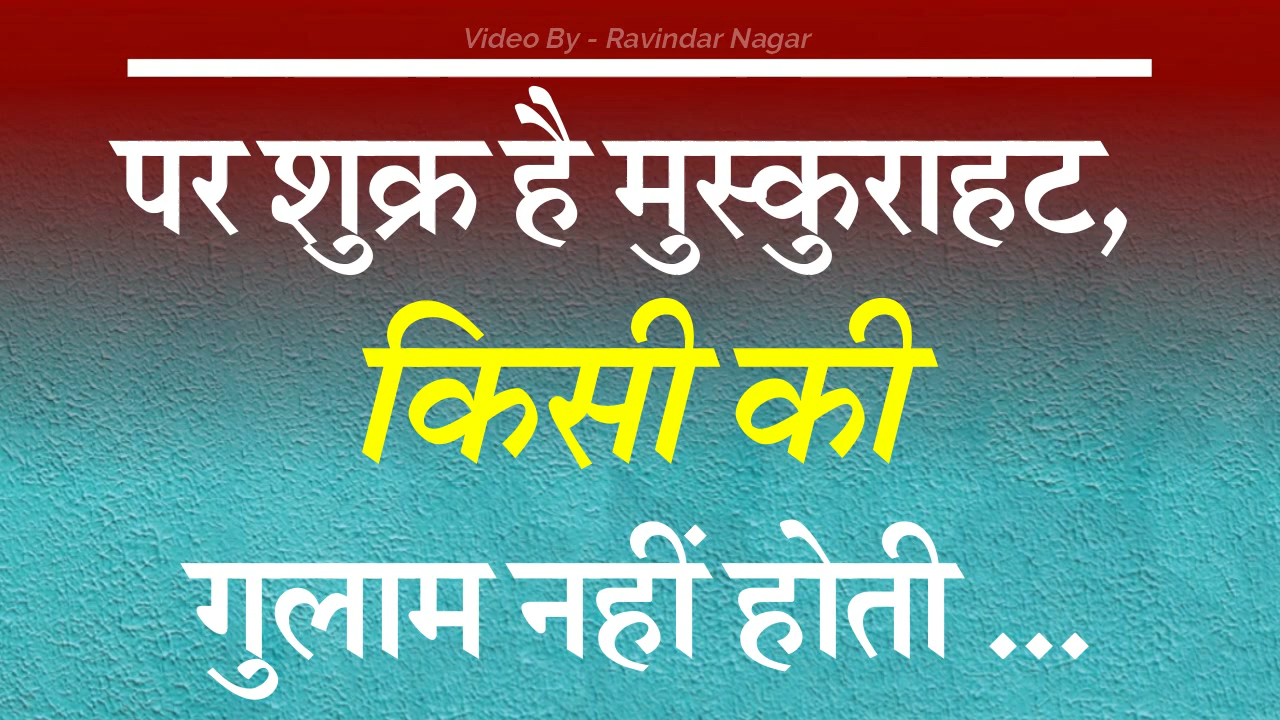 Video By - Ravindar Nagar
पर शुक्र है मुस्कुराहट,
किसी की
गुलाम नहीं होती ...